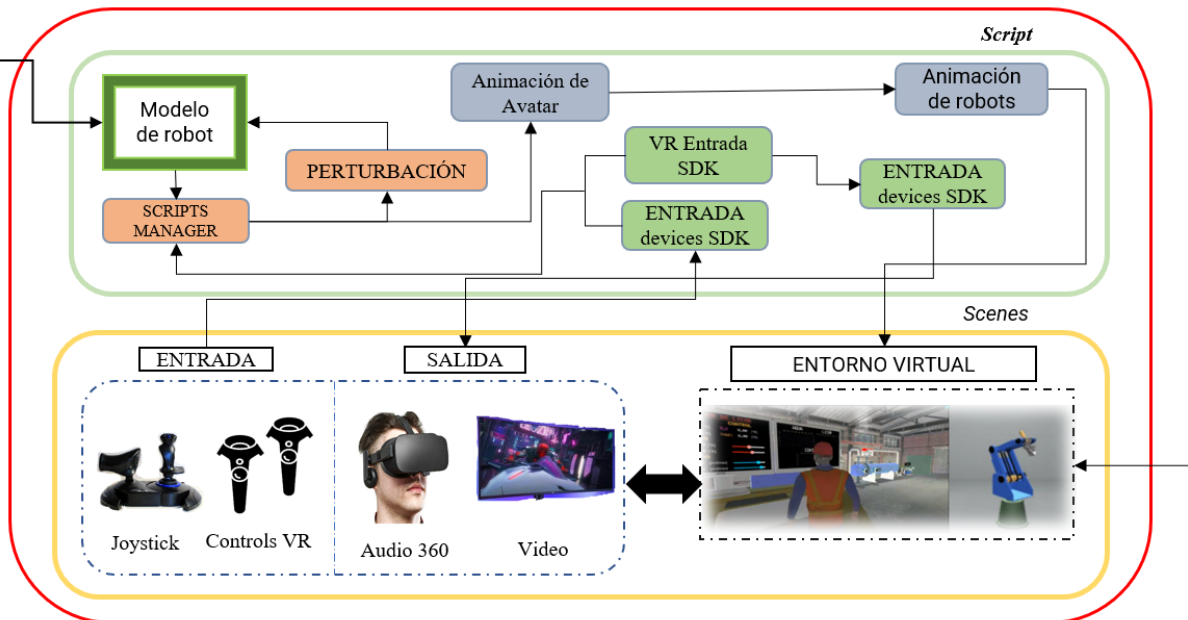 Script
Modelo
de robot
Animación de
Avatar
Animación
de robots
PERTURBACIÓN
VR Entrada
SDK
ENTRADA
devices SDK
SCRIPTS
MANAGER
ENTRADA
devices SDK
Scenes
ENTRADA
SALIDA
ENTORNO VIRTUAL
Joystick
Controls VR
Audio 360
Video